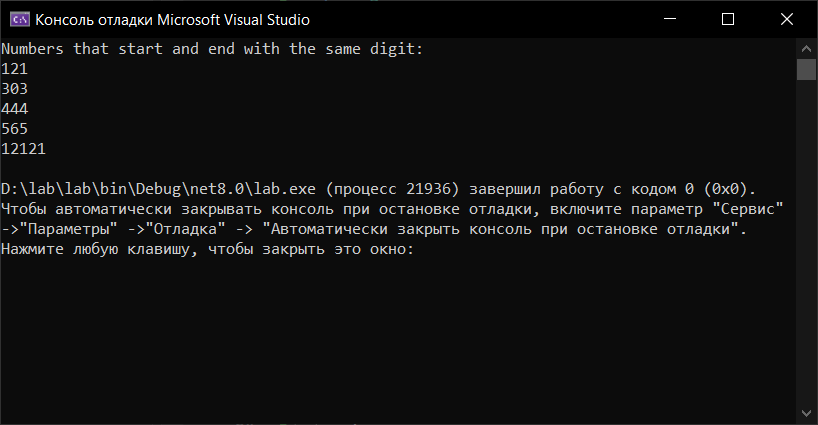 Консоль отладки Microsoft Visual Studio
Numbers that start and end with the same digit:
121
303
444
565
12121
D:\lab\lab\bin\Debug\net8.0\lab.exe (процесс 21936) завершил работу с кодом 0 (0x0).
Чтобы автоматически закрывать консоль при остановке отладки, включите параметр "Сервис"
->"Параметры" ->"Отладка" -> "Автоматически закрыть консоль при остановке отладки".
Нажмите любую клавишу, чтобы закрыть это окно: